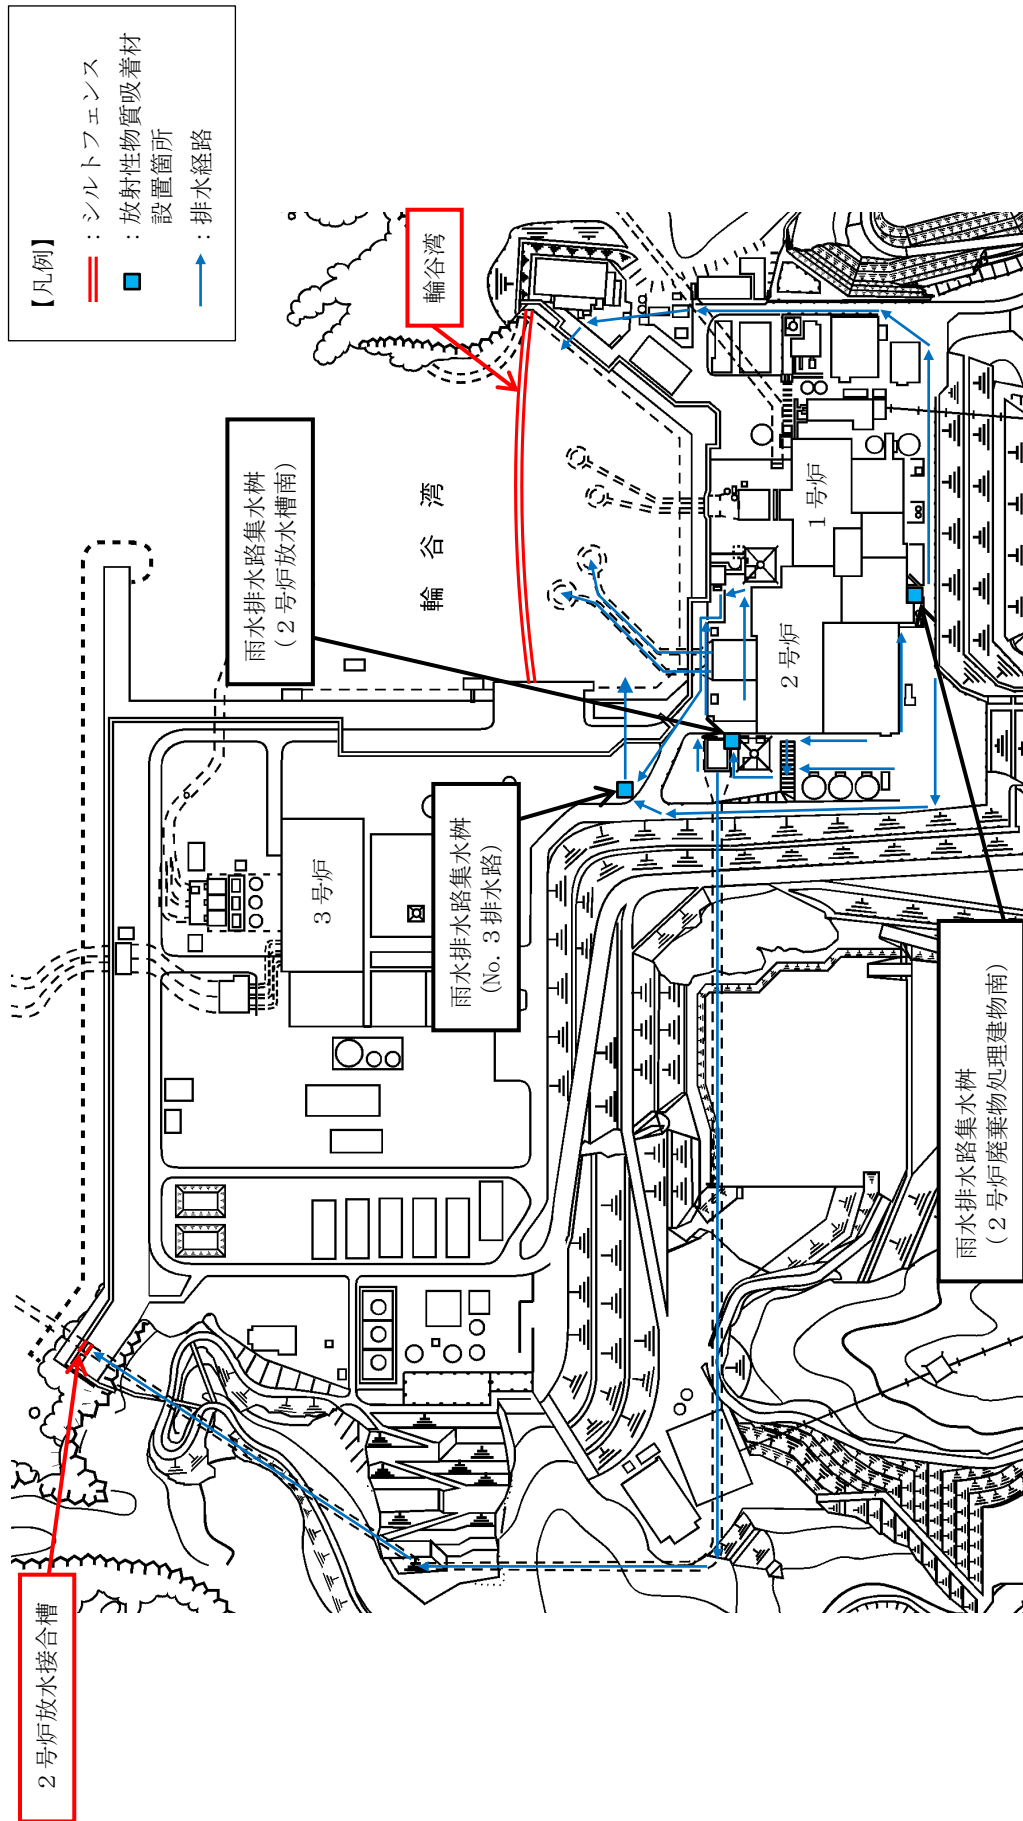 【凡例】
：シルトフェンス
：放射性物質吸着材
設置箇所
：排水経路
輪谷湾
雨水排水路集水桝
（２号炉放水槽南）
輪谷湾
１号炉
２号炉
３号炉
雨水排水路集水桝
（No. ３排水路）
雨水排水路集水桝
（２号炉廃棄物処理建物南）
２号炉放水接合槽